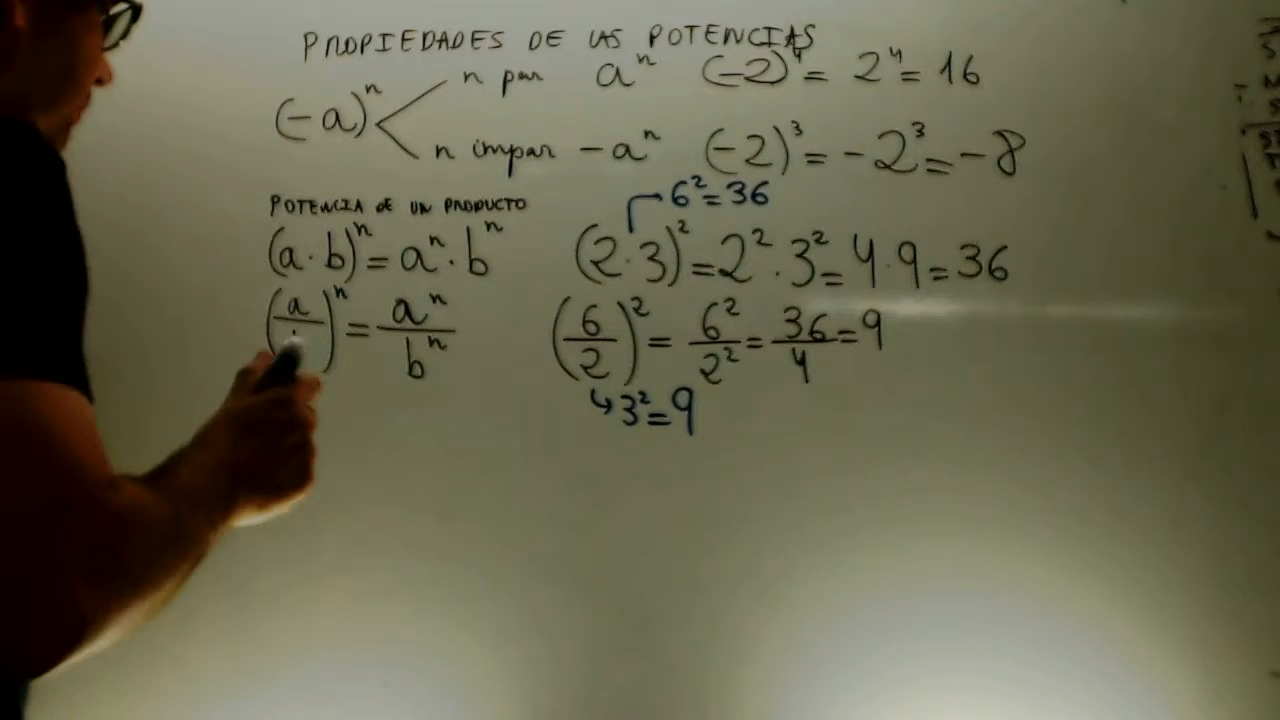 PROPIEDADES DE LAS POTENCIAS
(-a)^n < n par a^n (-2)^4 = 2^4 = 16
n impar -a^n (-2)^3 = -2^3 = -8
POTENCIA DE UN PRODUCTO
6^2 = 36
(a·b)^n = a^n · b^n (2·3)^2 = 2^2 · 3^2 = 4·9 = 36
(a/)^n = a^n/b^n (6/2)^2 = 6^2/2^2 = 36/4 = 9
↳ 3^2 = 9